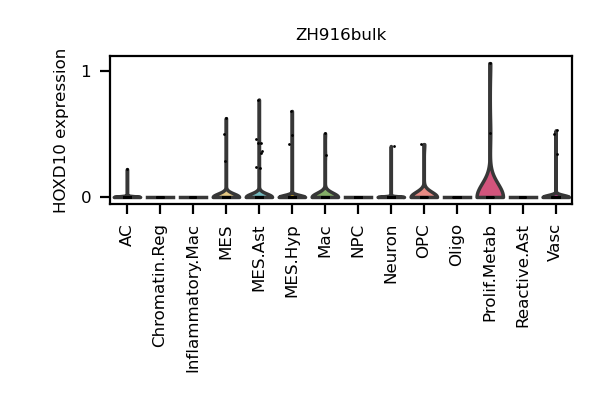 ZH916bulk
HOXD10 expression
1
0
AC
Chromatin.Reg
Inflammatory.Mac
MES
MES.Ast
MES.Hyp
Mac
NPC
Neuron
OPC
Oligo
Prolif.Metab
Reactive.Ast
Vasc